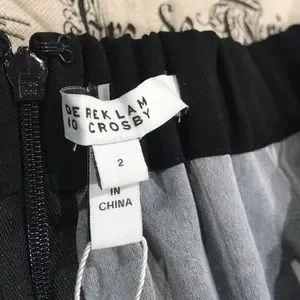 DEREK LAM
10 CROSBY
2
IN
CHINA